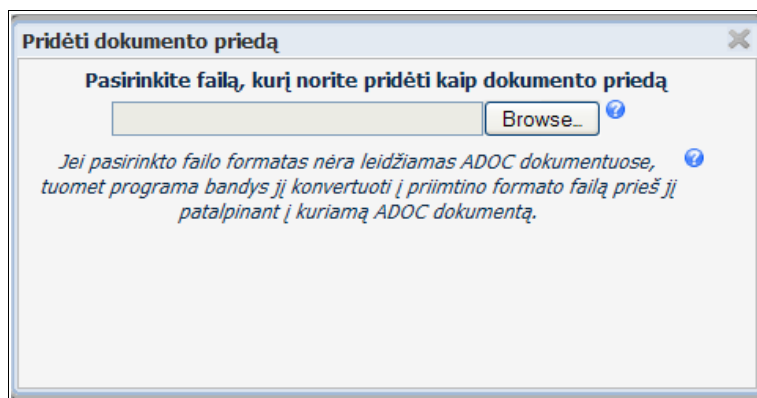 Pridėti dokumento priedą
Pasirinkite failą, kurį norite pridėti kaip dokumento priedą
Browse...
Jei pasirinkto failo formatas nėra leidžiamas ADOC dokumentuose,
tuomet programa bandys jį konvertuoti į priimtino formato failą prieš jį
patalpinant į kuriamą ADOC dokumentą.